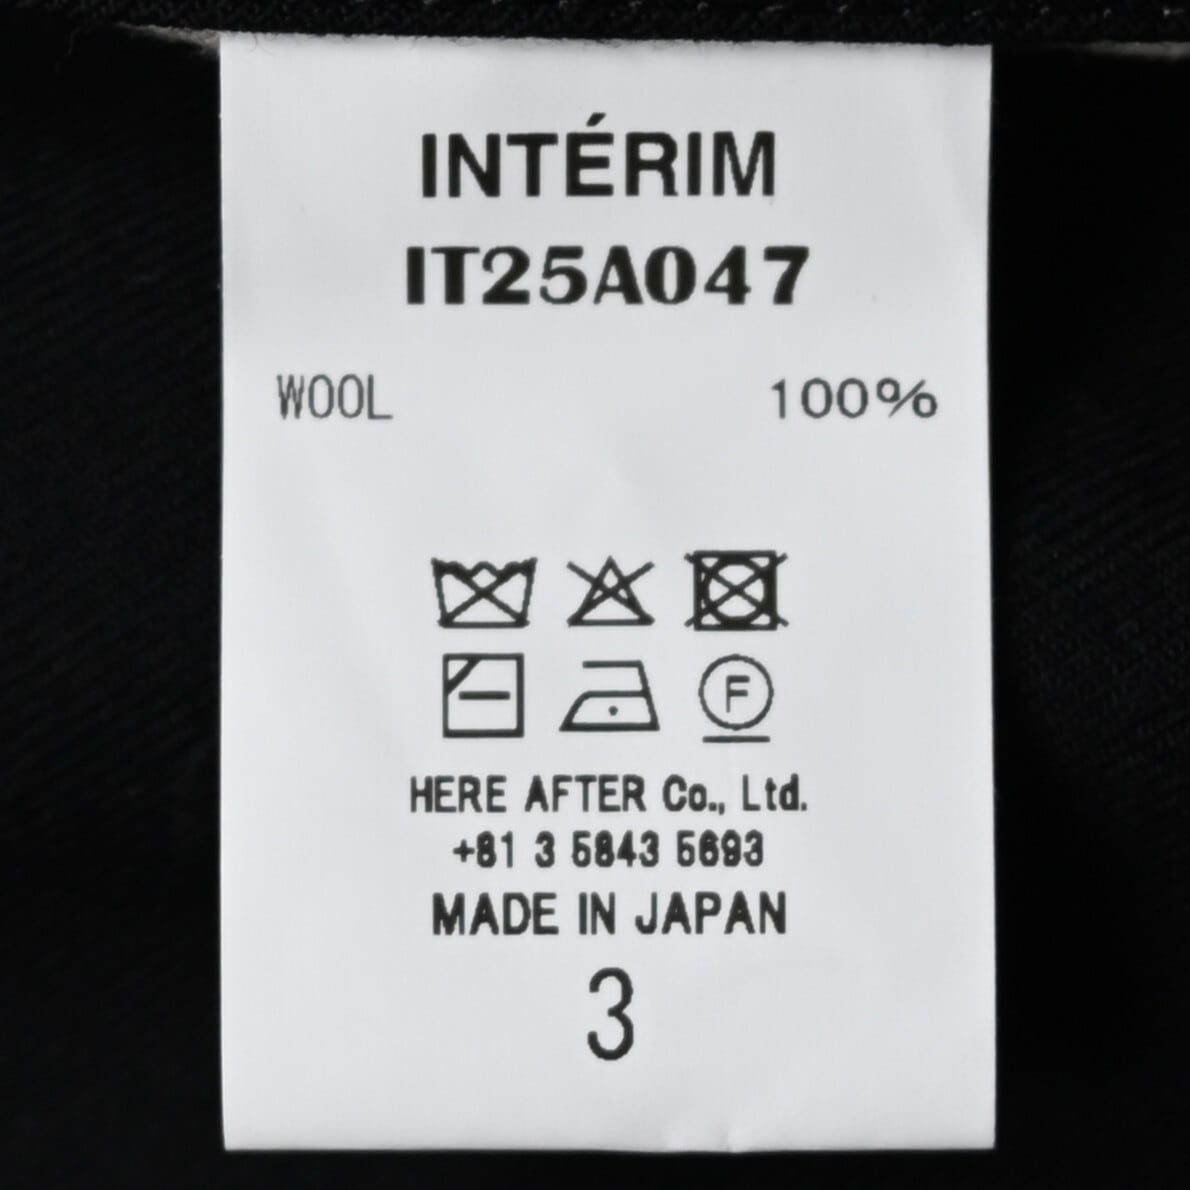 INTÉRIM
IT25A047
WOOL 100%
F
HERE AFTER Co., Ltd.
+81 3 5843 5693
MADE IN JAPAN
3